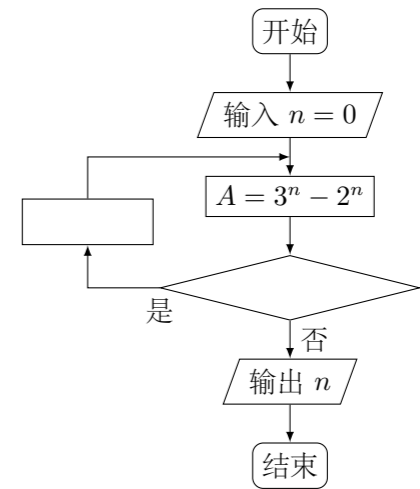 开始
输入 n = 0
A = 3ⁿ − 2ⁿ
是
否
输出 n
结束